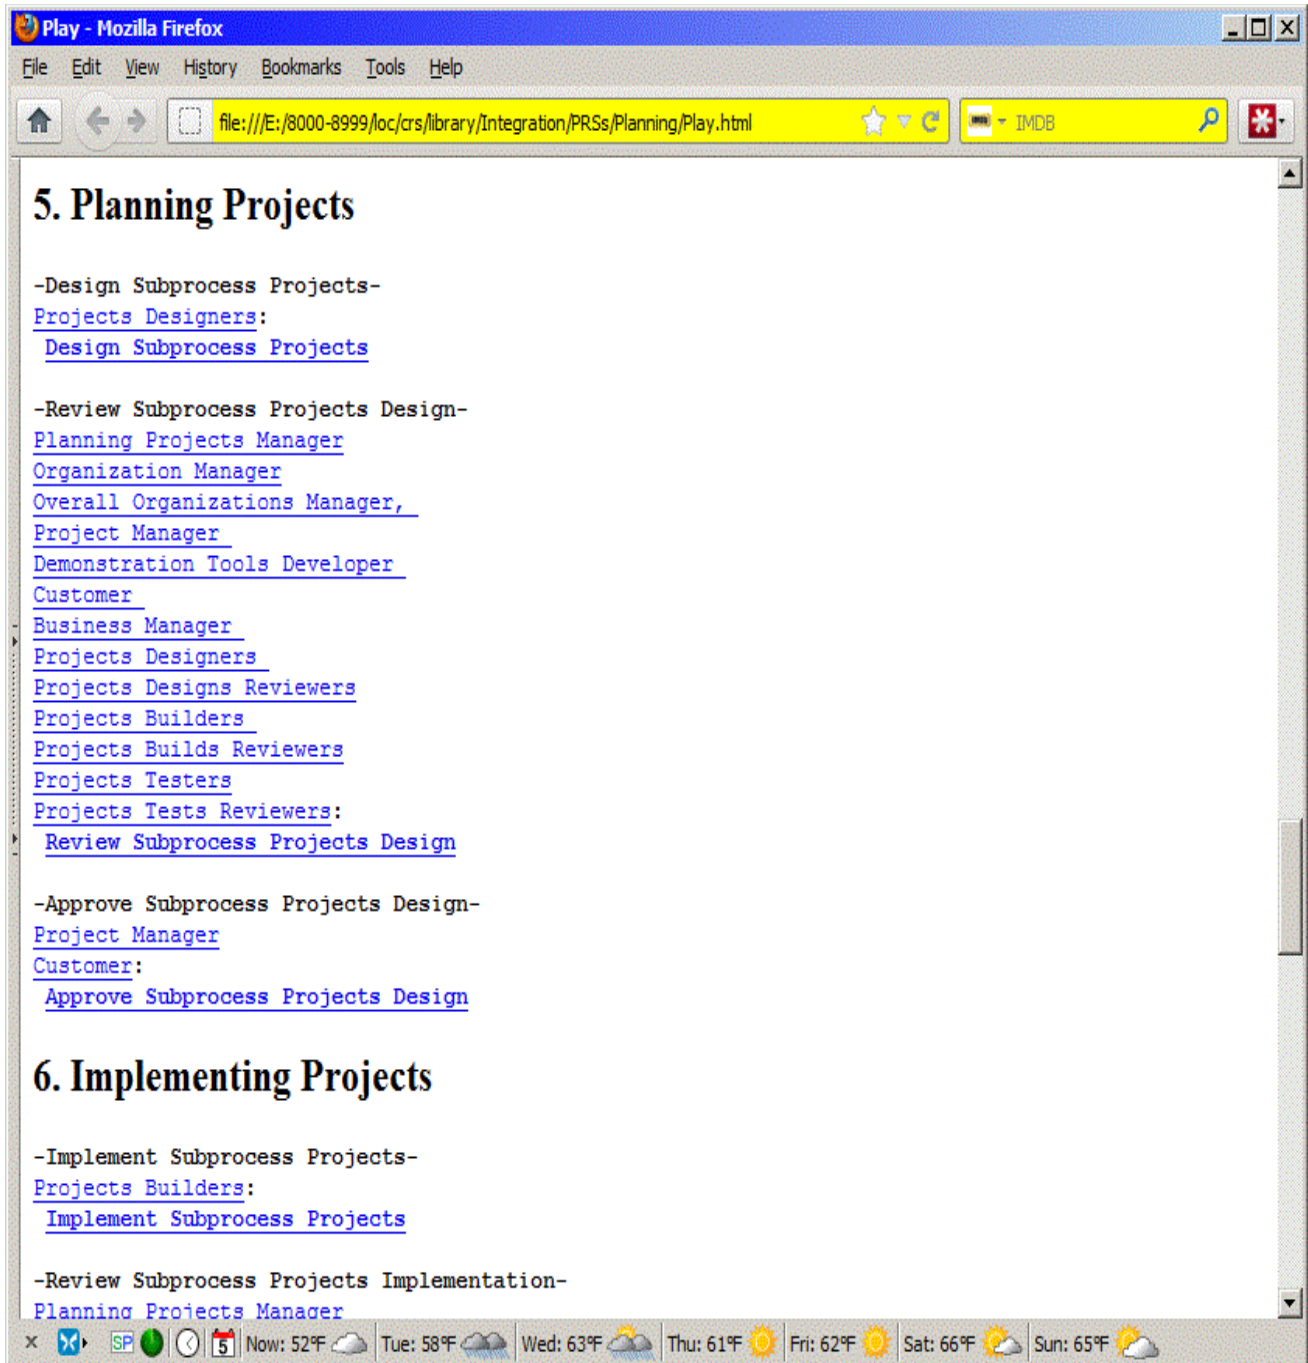 Play - Mozilla Firefox
File Edit View History Bookmarks Tools Help
file:///E:/8000-8999/loc/crs/library/Integration/PRSs/Planning/Play.html IMDB
5. Planning Projects
-Design Subprocess Projects-
Projects Designers:
Design Subprocess Projects
-Review Subprocess Projects Design-
Planning Projects Manager
Organization Manager
Overall Organizations Manager,
Project Manager
Demonstration Tools Developer
Customer
Business Manager
Projects Designers
Projects Designs Reviewers
Projects Builders
Projects Builds Reviewers
Projects Testers
Projects Tests Reviewers:
Review Subprocess Projects Design
-Approve Subprocess Projects Design-
Project Manager
Customer:
Approve Subprocess Projects Design
6. Implementing Projects
-Implement Subprocess Projects-
Projects Builders:
Implement Subprocess Projects
-Review Subprocess Projects Implementation-
Planning Projects Manager
SP 5 Now: 52°F Tue: 58°F Wed: 63°F Thu: 61°F Fri: 62°F Sat: 66°F Sun: 65°F